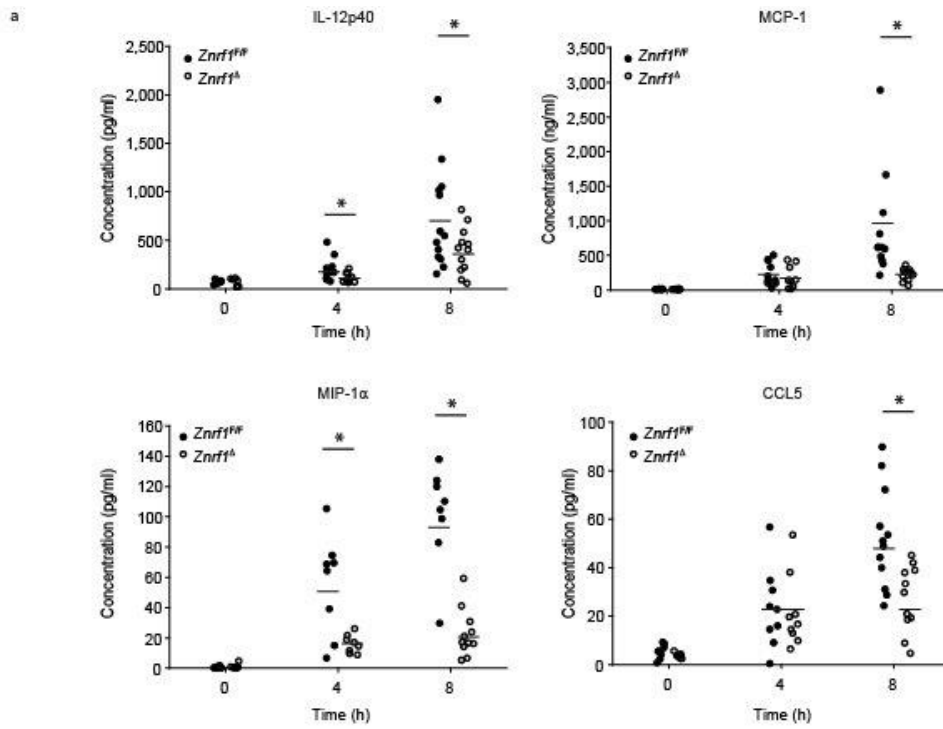 a
IL-12p40
Concentration (pg/ml)
2,500
2,000
1,500
1,000
500
0
Znrf1F/F
Znrf1Δ
*
*
0 4 8
Time (h)
MCP-1
Concentration (ng/ml)
3,500
3,000
2,500
2,000
1,500
1,000
500
0
Znrf1F/F
Znrf1Δ
*
0 4 8
Time (h)
MIP-1α
Concentration (pg/ml)
160
140
120
100
80
60
40
20
0
Znrf1F/F
Znrf1Δ
*
*
0 4 8
Time (h)
CCL5
Concentration (pg/ml)
100
80
60
40
20
0
Znrf1F/F
Znrf1Δ
*
0 4 8
Time (h)